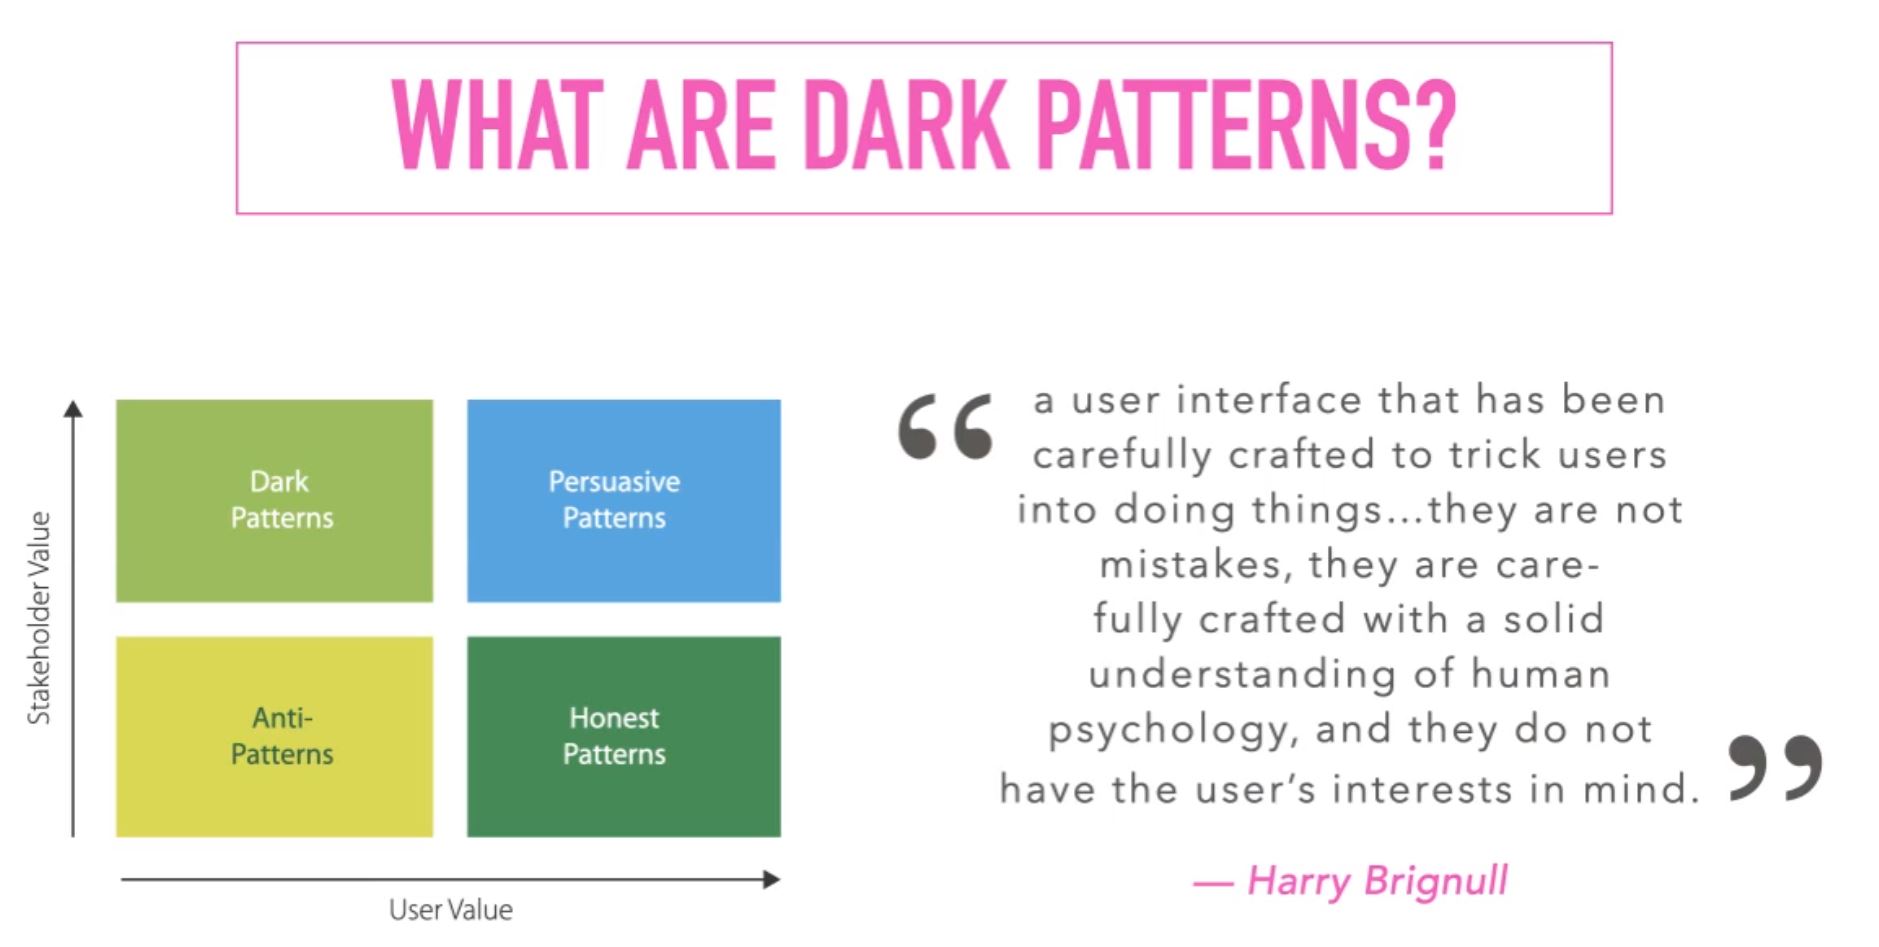 WHAT ARE DARK PATTERNS?
Stakeholder Value
Dark
Patterns
Persuasive
Patterns
Anti-
Patterns
Honest
Patterns
User Value
“ a user interface that has been
carefully crafted to trick users
into doing things...they are not
mistakes, they are care-
fully crafted with a solid
understanding of human
psychology, and they do not
have the user’s interests in mind. ”
— Harry Brignull